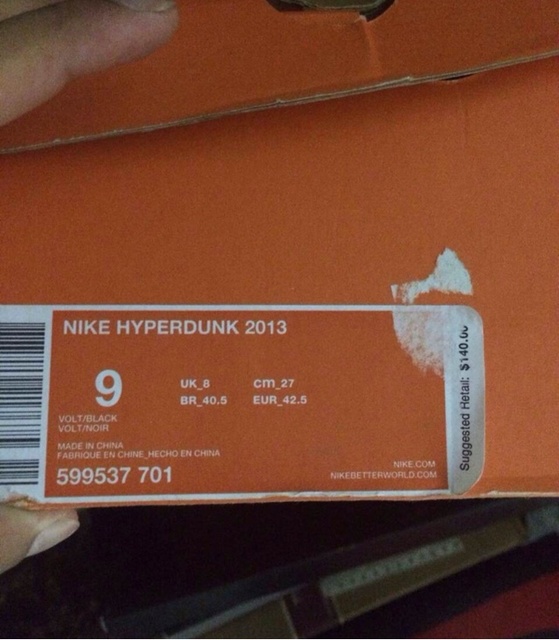 NIKE HYPERDUNK 2013
9
UK_8 cm_27
BR_40.5 EUR_42.5
VOLT/BLACK
VOLT/NOIR
MADE IN CHINA
FABRIQUE EN CHINE_HECHO EN CHINA
599537 701
NIKE.COM
NIKEBETTERWORLD.COM
Suggested Retail: $140.00